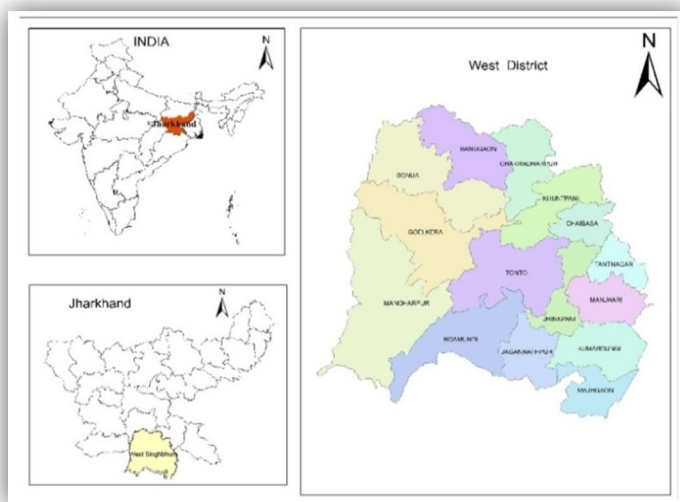 INDIA
N
Jharkhand
Jharkhand
N
West Singhbhum
West District
N
BANDGAON
CHAKRADHARPUR
SONUA
KHUNTPANI
CHAIBASA
GOELKERA
TANTNAGAR
TONTO
MANJHARI
MANOHARPUR
JHINKPANI
NOAMUNDI
JAGANNATHPUR
KUMARDUNGI
MAJHGAON